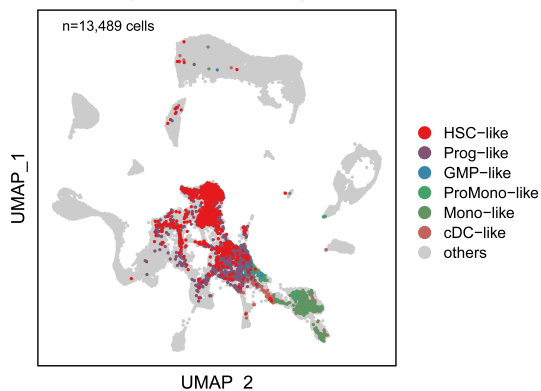 n=13,489 cells
UMAP_1
HSC−like
Prog−like
GMP−like
ProMono−like
Mono−like
cDC−like
others
UMAP_2